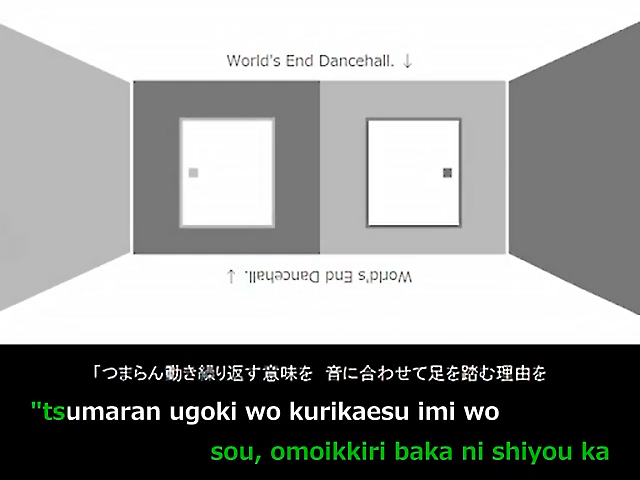 World's End Dancehall. ↓
World's End Dancehall. ↓
「つまらん動き繰り返す意味を 音に合わせて足を踏む理由を
"tsumaran ugoki wo kurikaesu imi wo
sou, omoikkiri baka ni shiyou ka